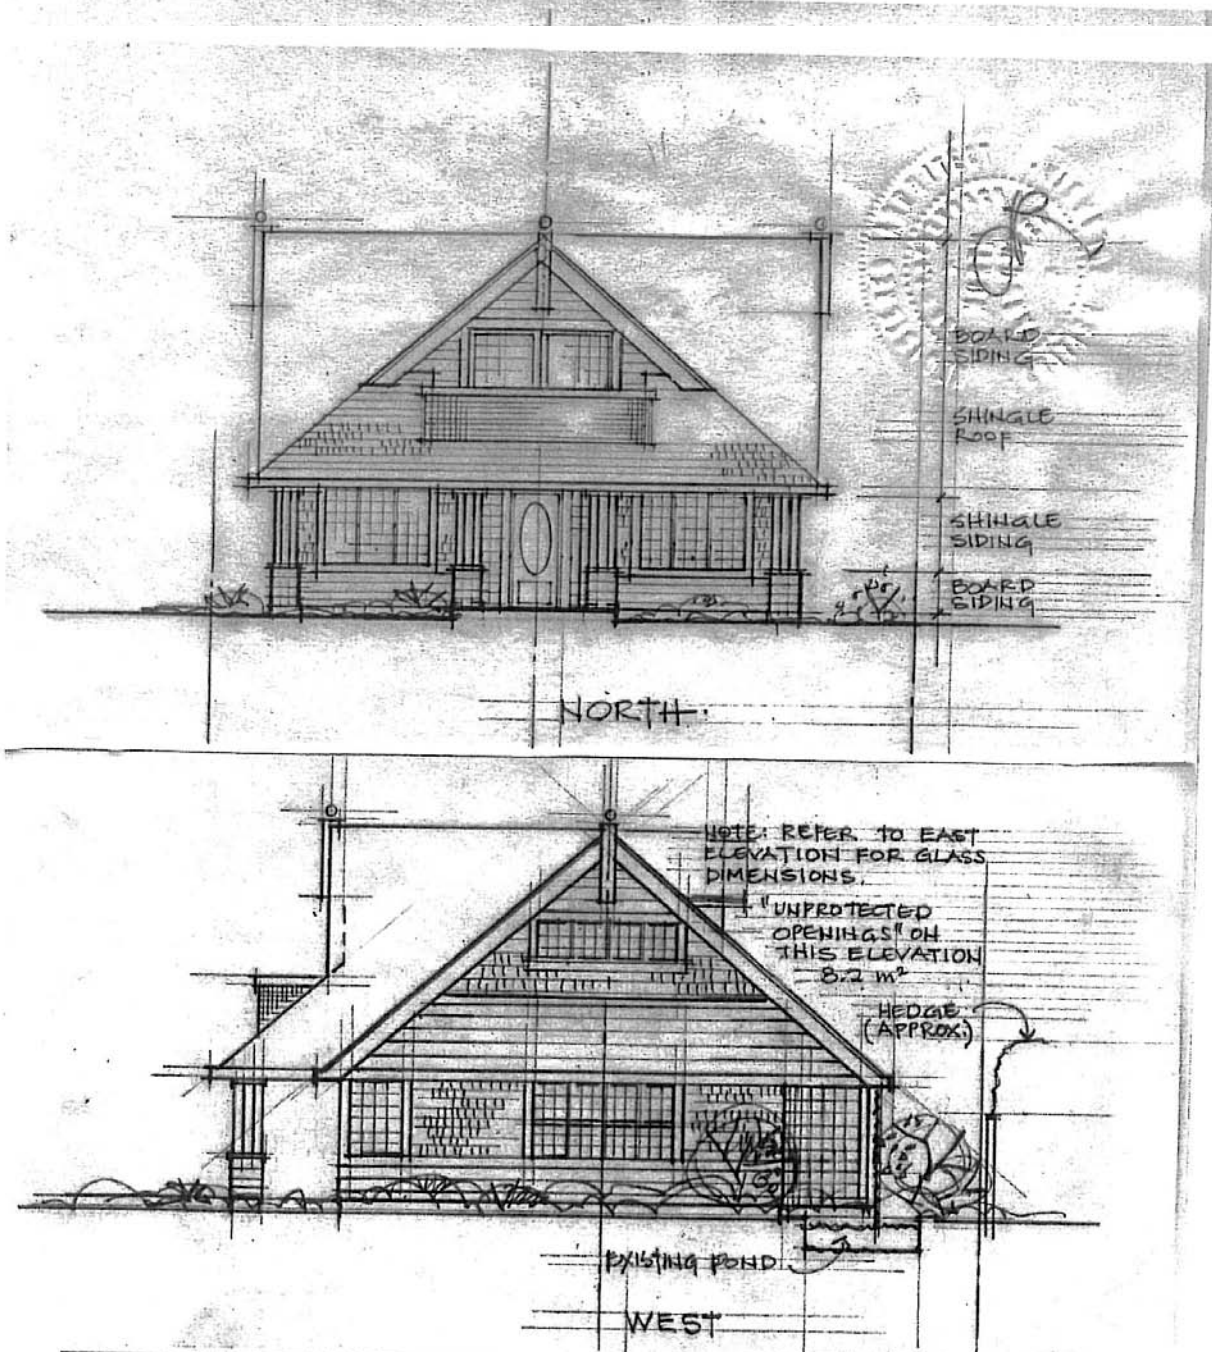 BOARD
SIDING
SHINGLE
ROOF
SHINGLE
SIDING
BOARD
SIDING
NORTH.
NOTE: REFER TO EAST
ELEVATION FOR GLASS
DIMENSIONS.
"UNPROTECTED
OPENINGS" ON
THIS ELEVATION
8.2 m²
HEDGE
(APPROX.)
EXISTING POND
WEST